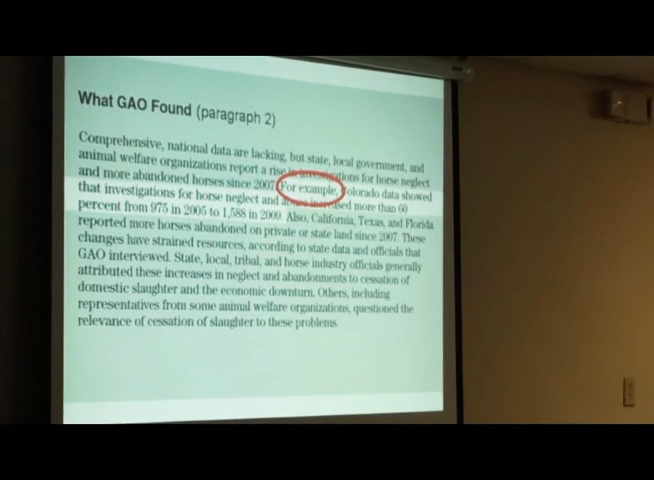 What GAO Found (paragraph 2)
Comprehensive, national data are lacking, but state, local government, and
animal welfare organizations report a rise in investigations for horse neglect
and more abandoned horses since 2007. For example, Colorado data showed
that investigations for horse neglect and abuse increased more than 60
percent from 975 in 2005 to 1,588 in 2009. Also, California, Texas, and Florida
reported more horses abandoned on private or state land since 2007. These
changes have strained resources, according to state data and officials that
GAO interviewed. State, local, tribal, and horse industry officials generally
attributed these increases in neglect and abandonments to cessation of
domestic slaughter and the economic downturn. Others, including
representatives from some animal welfare organizations, questioned the
relevance of cessation of slaughter to these problems.